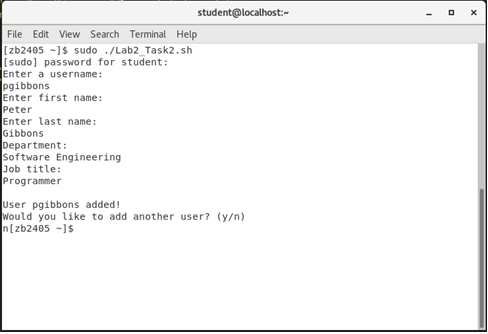 student@localhost:~
File Edit View Search Terminal Help
[zb2405 ~]$ sudo ./Lab2_Task2.sh
[sudo] password for student:
Enter a username:
pgibbons
Enter first name:
Peter
Enter last name:
Gibbons
Department:
Software Engineering
Job title:
Programmer
User pgibbons added!
Would you like to add another user? (y/n)
n[zb2405 ~]$